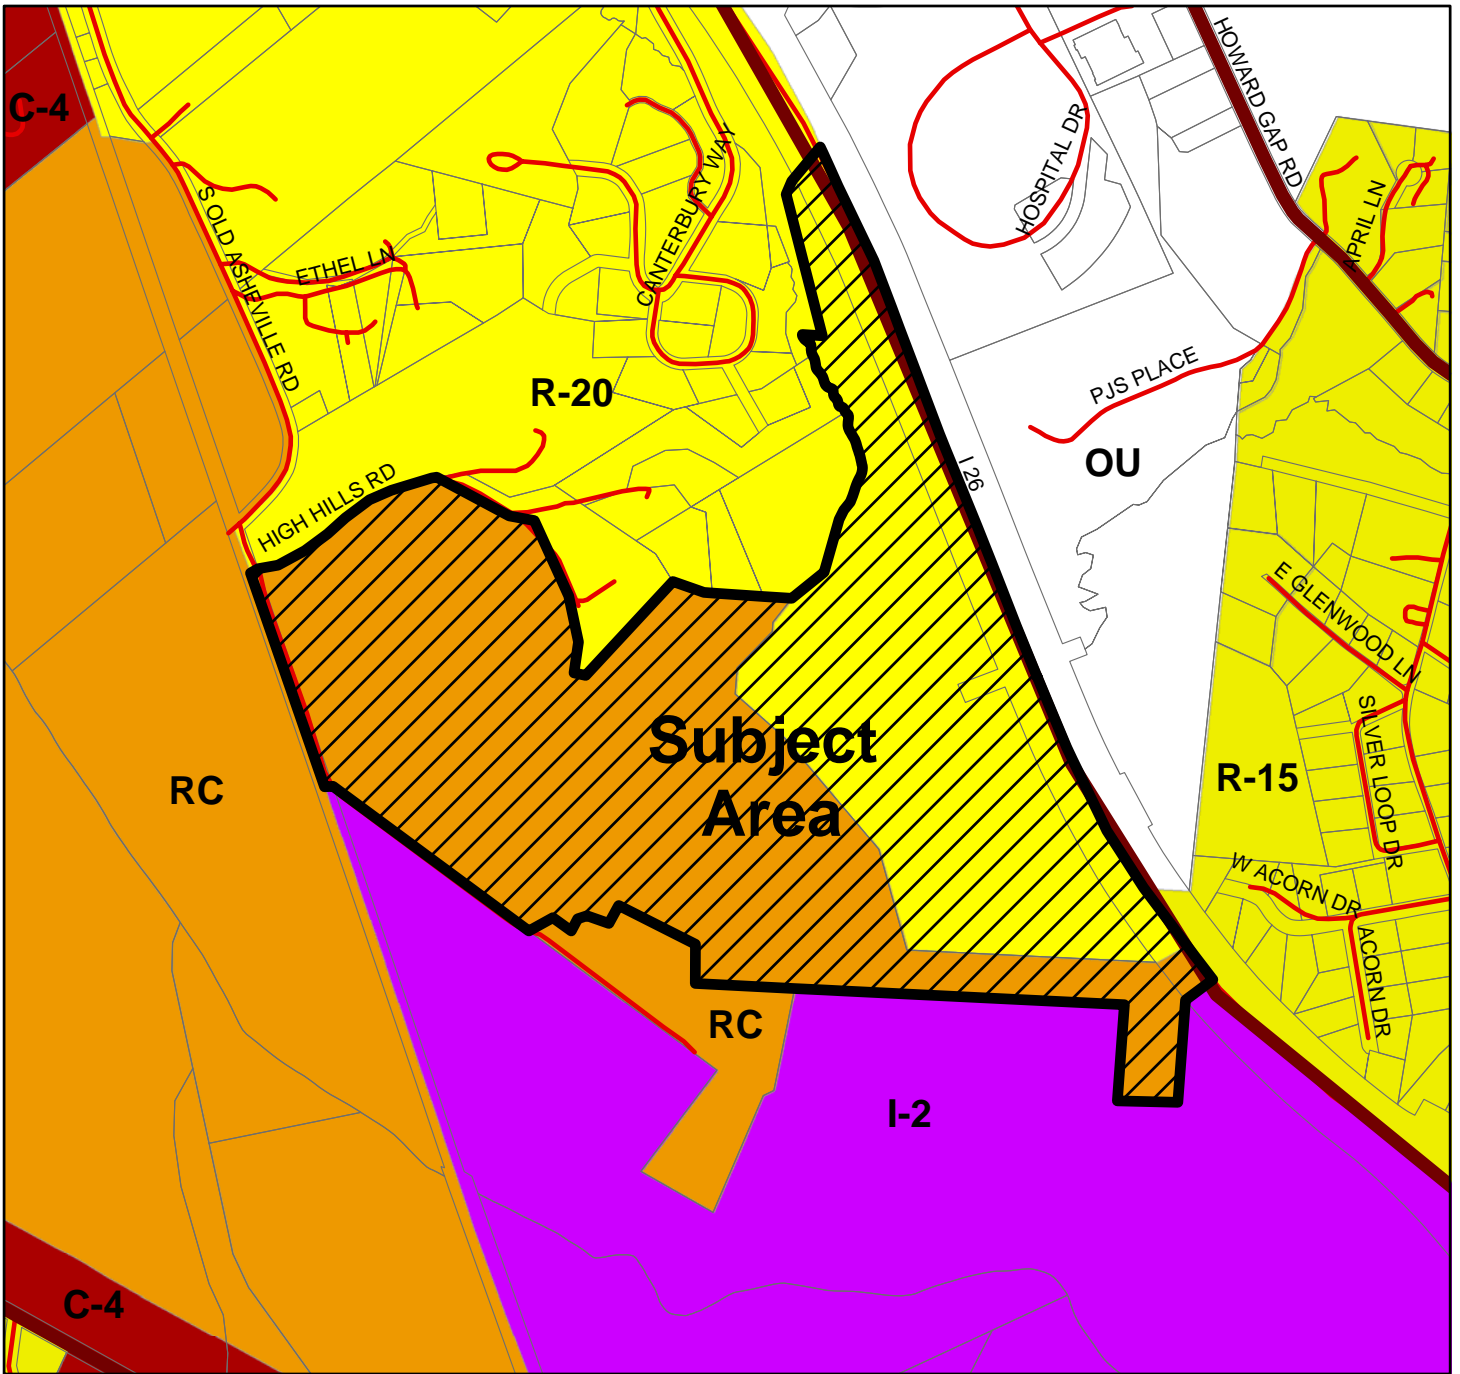 C-4
HOWARD GAP RD
HOSPITAL DR
CANTERBURY WAY
S OLD ASHEVILLE RD
APRIL LN
ETHEL LN
PJS PLACE
R-20
OU
I 26
HIGH HILLS RD
E GLENWOOD LN
Subject
Area
SILVER LOOP DR
R-15
RC
W ACORN DR
ACORN DR
RC
I-2
C-4